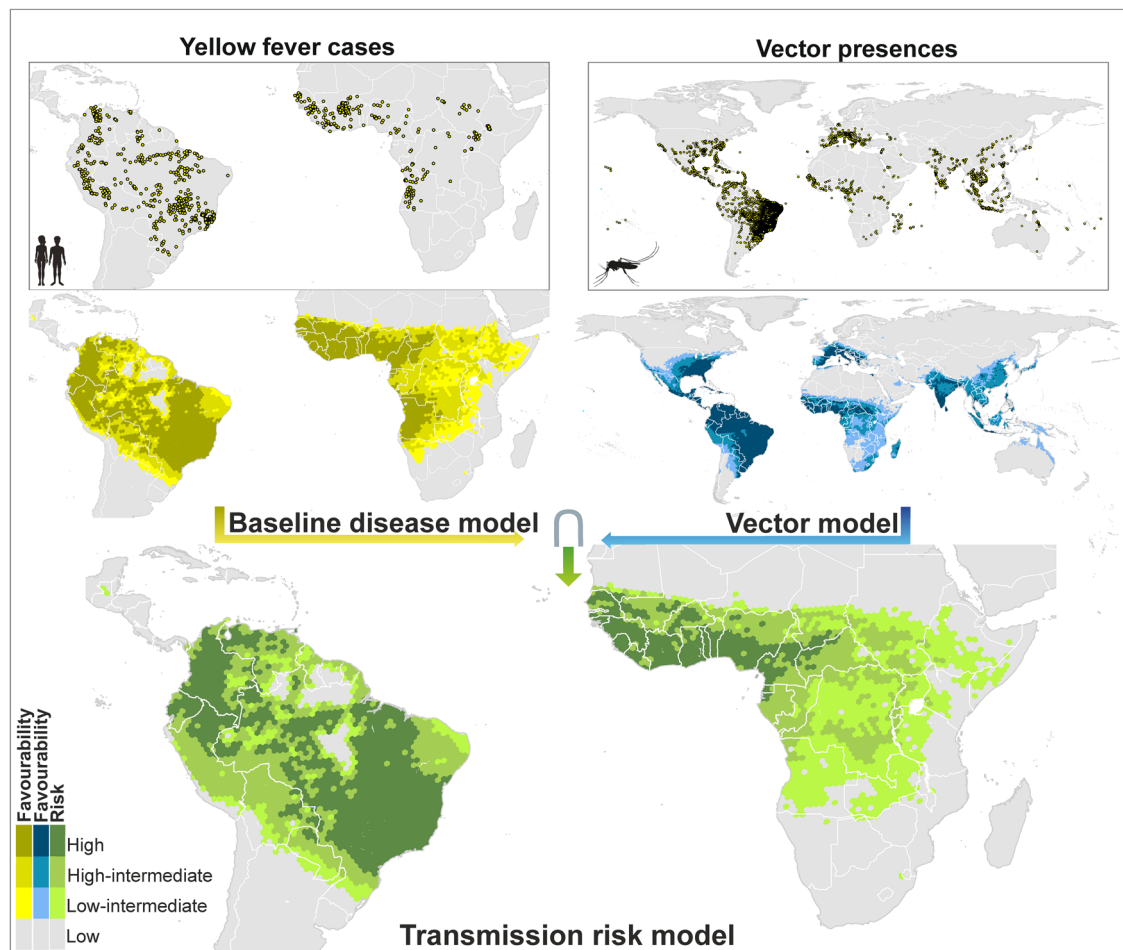 Yellow fever cases
Vector presences
Baseline disease model
∩
Vector model
Favourability
Favourability
Risk
High
High-intermediate
Low-intermediate
Low
Transmission risk model